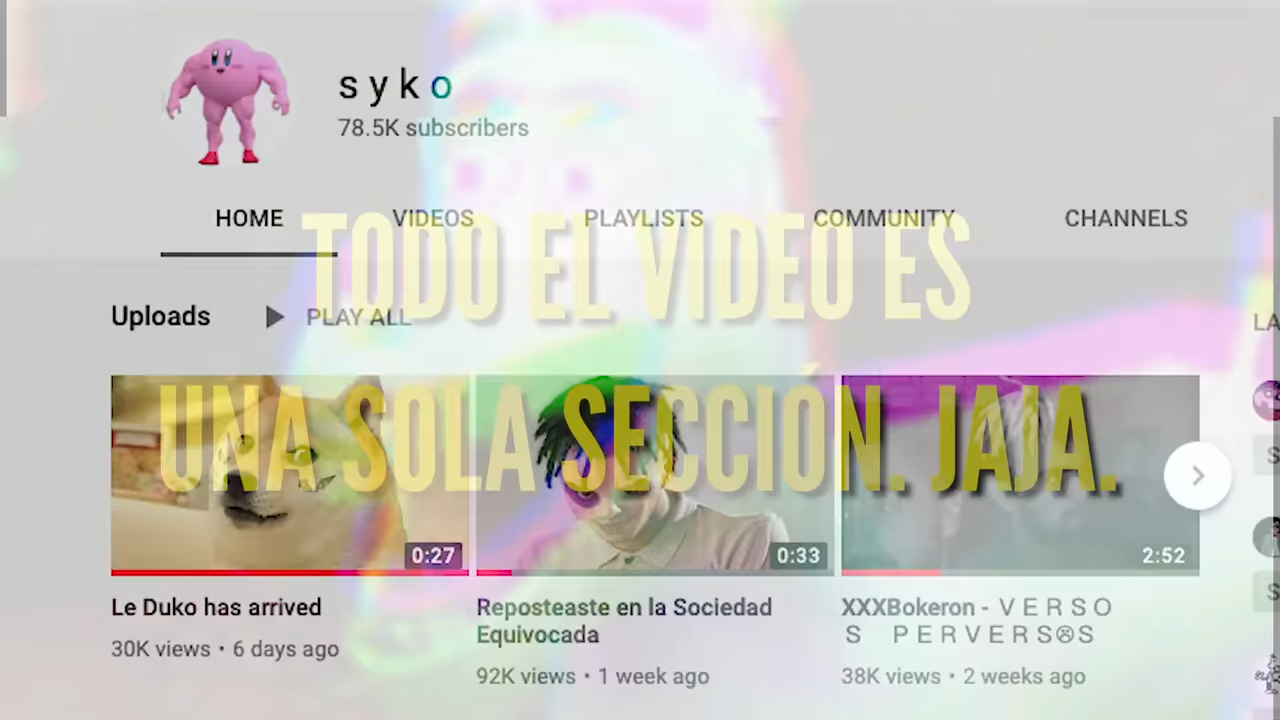 s y k o
78.5K subscribers
HOME VIDEOS PLAYLISTS COMMUNITY CHANNELS
TODO EL VIDEO ES
Uploads PLAY ALL
UNA SOLA SECCIÓN. JAJA.
0:27 0:33 2:52
Le Duko has arrived
30K views • 6 days ago
Reposteaste en la Sociedad
Equivocada
92K views • 1 week ago
XXXBokeron - V E R S O
S P E R V E R S ⊗ S
38K views • 2 weeks ago